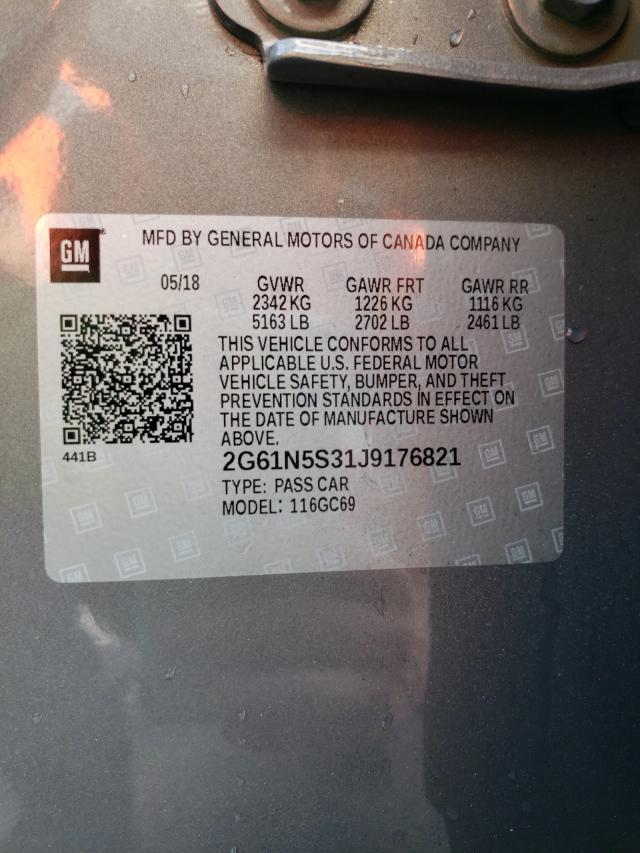 GM ®
MFD BY GENERAL MOTORS OF CANADA COMPANY
05/18 GVWR GAWR FRT GAWR RR
2342 KG 1226 KG 1116 KG
5163 LB 2702 LB 2461 LB
THIS VEHICLE CONFORMS TO ALL
APPLICABLE U.S. FEDERAL MOTOR
VEHICLE SAFETY, BUMPER, AND THEFT
PREVENTION STANDARDS IN EFFECT ON
THE DATE OF MANUFACTURE SHOWN
ABOVE.
441B
2G61N5S31J9176821
TYPE: PASS CAR
MODEL: 116GC69